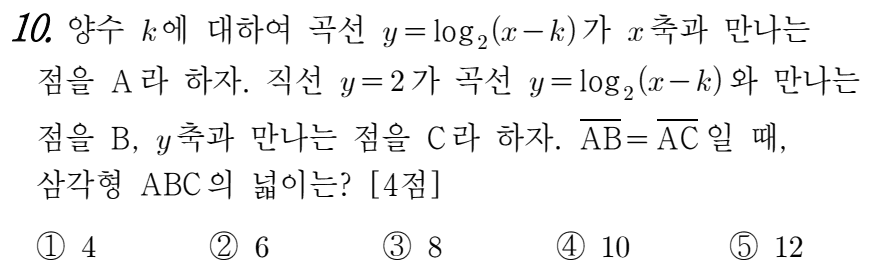 10. 양수 k에 대하여 곡선 y=log₂(x-k)가 x축과 만나는
점을 A라 하자. 직선 y=2가 곡선 y=log₂(x-k)와 만나는
점을 B, y축과 만나는 점을 C라 하자. A̅B̅=A̅C̅일 때,
삼각형 ABC의 넓이는? [4점]
① 4 ② 6 ③ 8 ④ 10 ⑤ 12